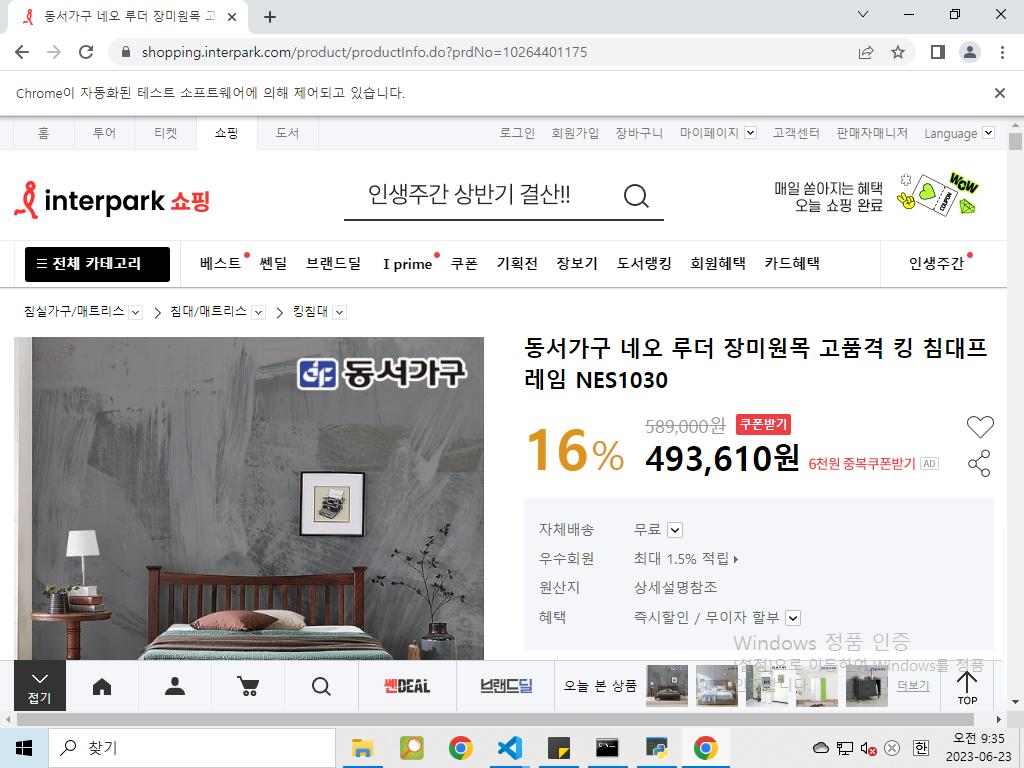 동서가구 네오 루더 장미원목 고
shopping.interpark.com/product/productInfo.do?prdNo=10264401175
Chrome이 자동화된 테스트 소프트웨어에 의해 제어되고 있습니다.
홈 투어 티켓 쇼핑 도서 로그인 회원가입 장바구니 마이페이지 고객센터 판매자매니저 Language
interpark 쇼핑
인생주간 상반기 결산!!
매일 쏟아지는 혜택
오늘 쇼핑 완료
WOW
COUPON
전체 카테고리 베스트 쎈딜 브랜드딜 I prime 쿠폰 기획전 장보기 도서랭킹 회원혜택 카드혜택 인생주간
침실가구/매트리스 침대/매트리스 킹침대
동서가구
동서가구 네오 루더 장미원목 고품격 킹 침대프
레임 NES1030
16% 589,000원 쿠폰받기
493,610원 6천원 중복쿠폰받기 AD
자체배송 무료
우수회원 최대 1.5% 적립
원산지 상세설명참조
혜택 즉시할인 / 무이자 할부
Windows 정품 인증
[설정]으로 이동하여 Windows를 정품
접기 쎈DEAL 브랜드딜 오늘 본 상품 더보기 TOP
찾기 한 오전 9:35
2023-06-23